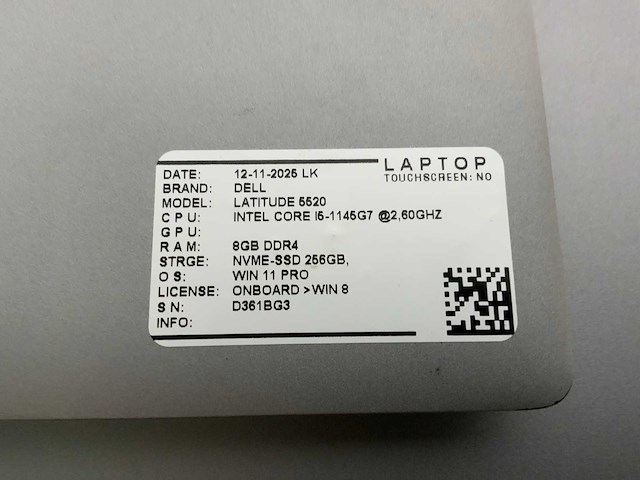 LAPTOP
TOUCHSCREEN: NO
DATE: 12-11-2025 LK
BRAND: DELL
MODEL: LATITUDE 5520
CPU: INTEL CORE I5-1145G7 @2,60GHZ
GPU:
RAM: 8GB DDR4
STRGE: NVME-SSD 256GB,
OS: WIN 11 PRO
LICENSE: ONBOARD >WIN 8
SN: D361BG3
INFO: